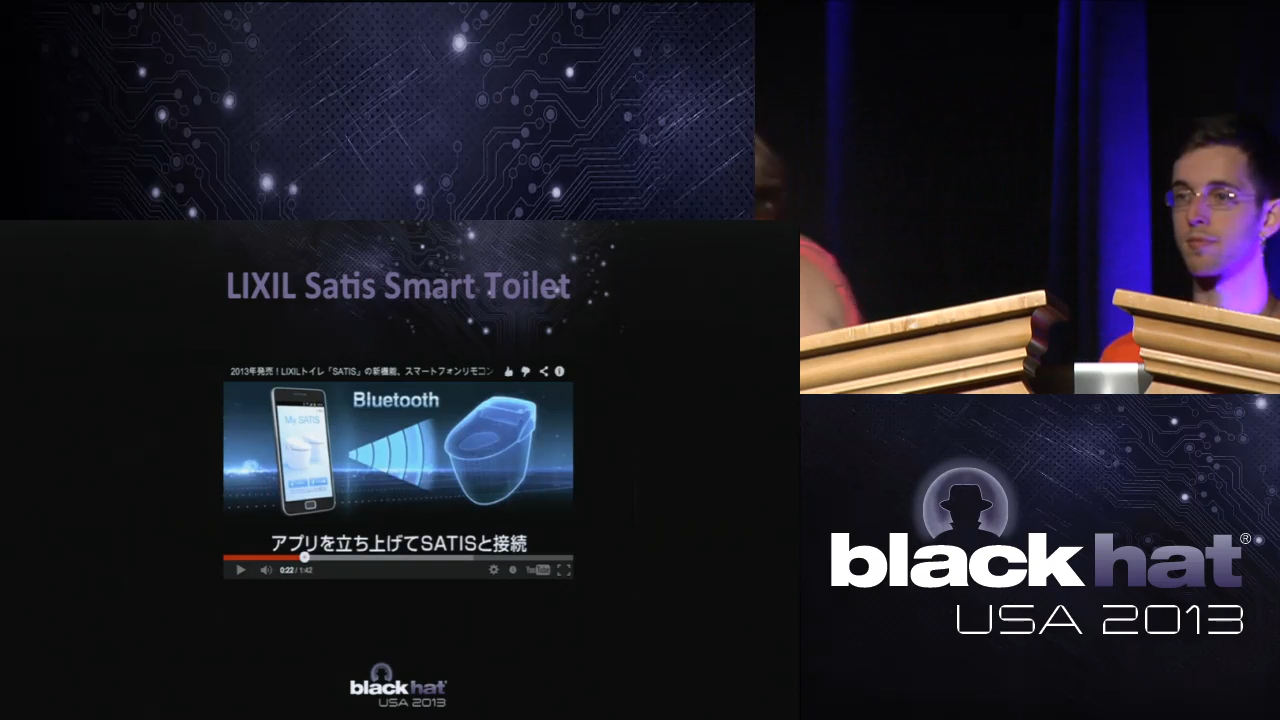 LIXIL Satis Smart Toilet
2013年発売！LIXILトイレ「SATIS」の新機能、スマートフォンリモコン
Bluetooth
My SATIS
アプリを立ち上げてSATISと接続
0:22 / 1:42
YouTube
black hat
USA 2013
black hat®
USA 2013